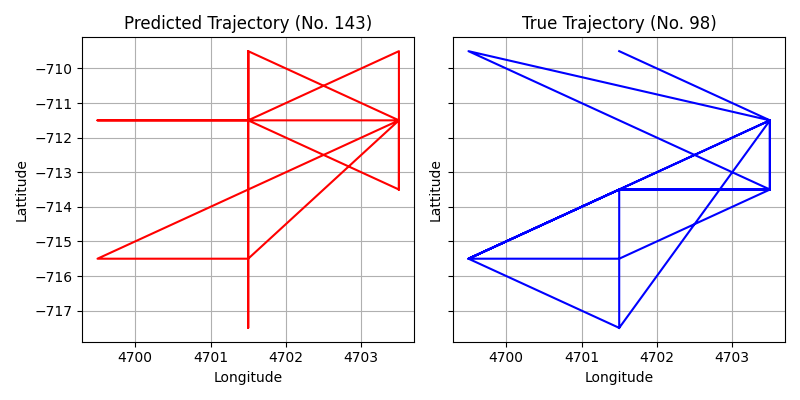 Predicted Trajectory (No. 143)
True Trajectory (No. 98)
Lattitude
−710
−711
−712
−713
−714
−715
−716
−717
4700
4701
4702
4703
Longitude
Lattitude
4700
4701
4702
4703
Longitude